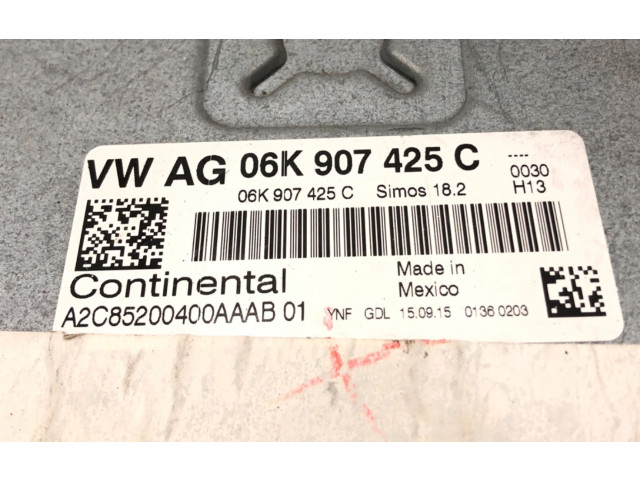 VW AG 06K 907 425 C ----
06K 907 425 C Simos 18.2 0030
H13
Continental
Made in
Mexico
A2C85200400AAAB 01 YNF GDL 15.09.15 0136 0203